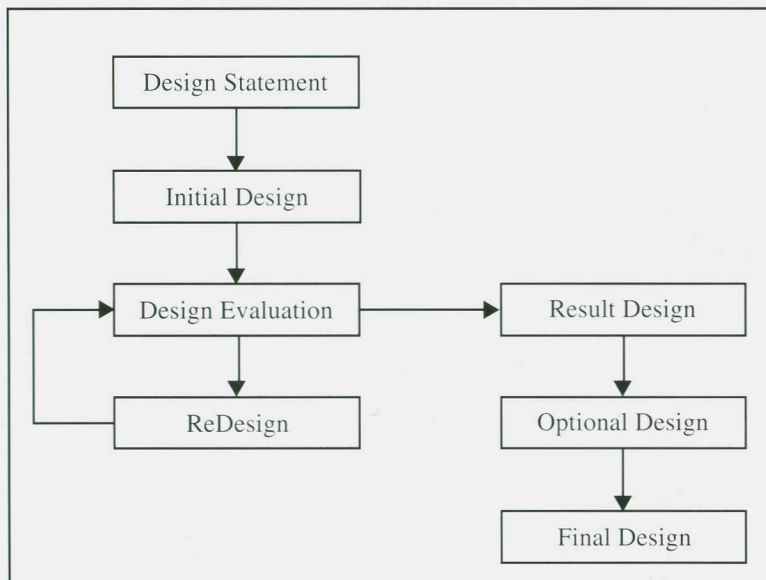 Design Statement
Initial Design
Design Evaluation
ReDesign
Result Design
Optional Design
Final Design